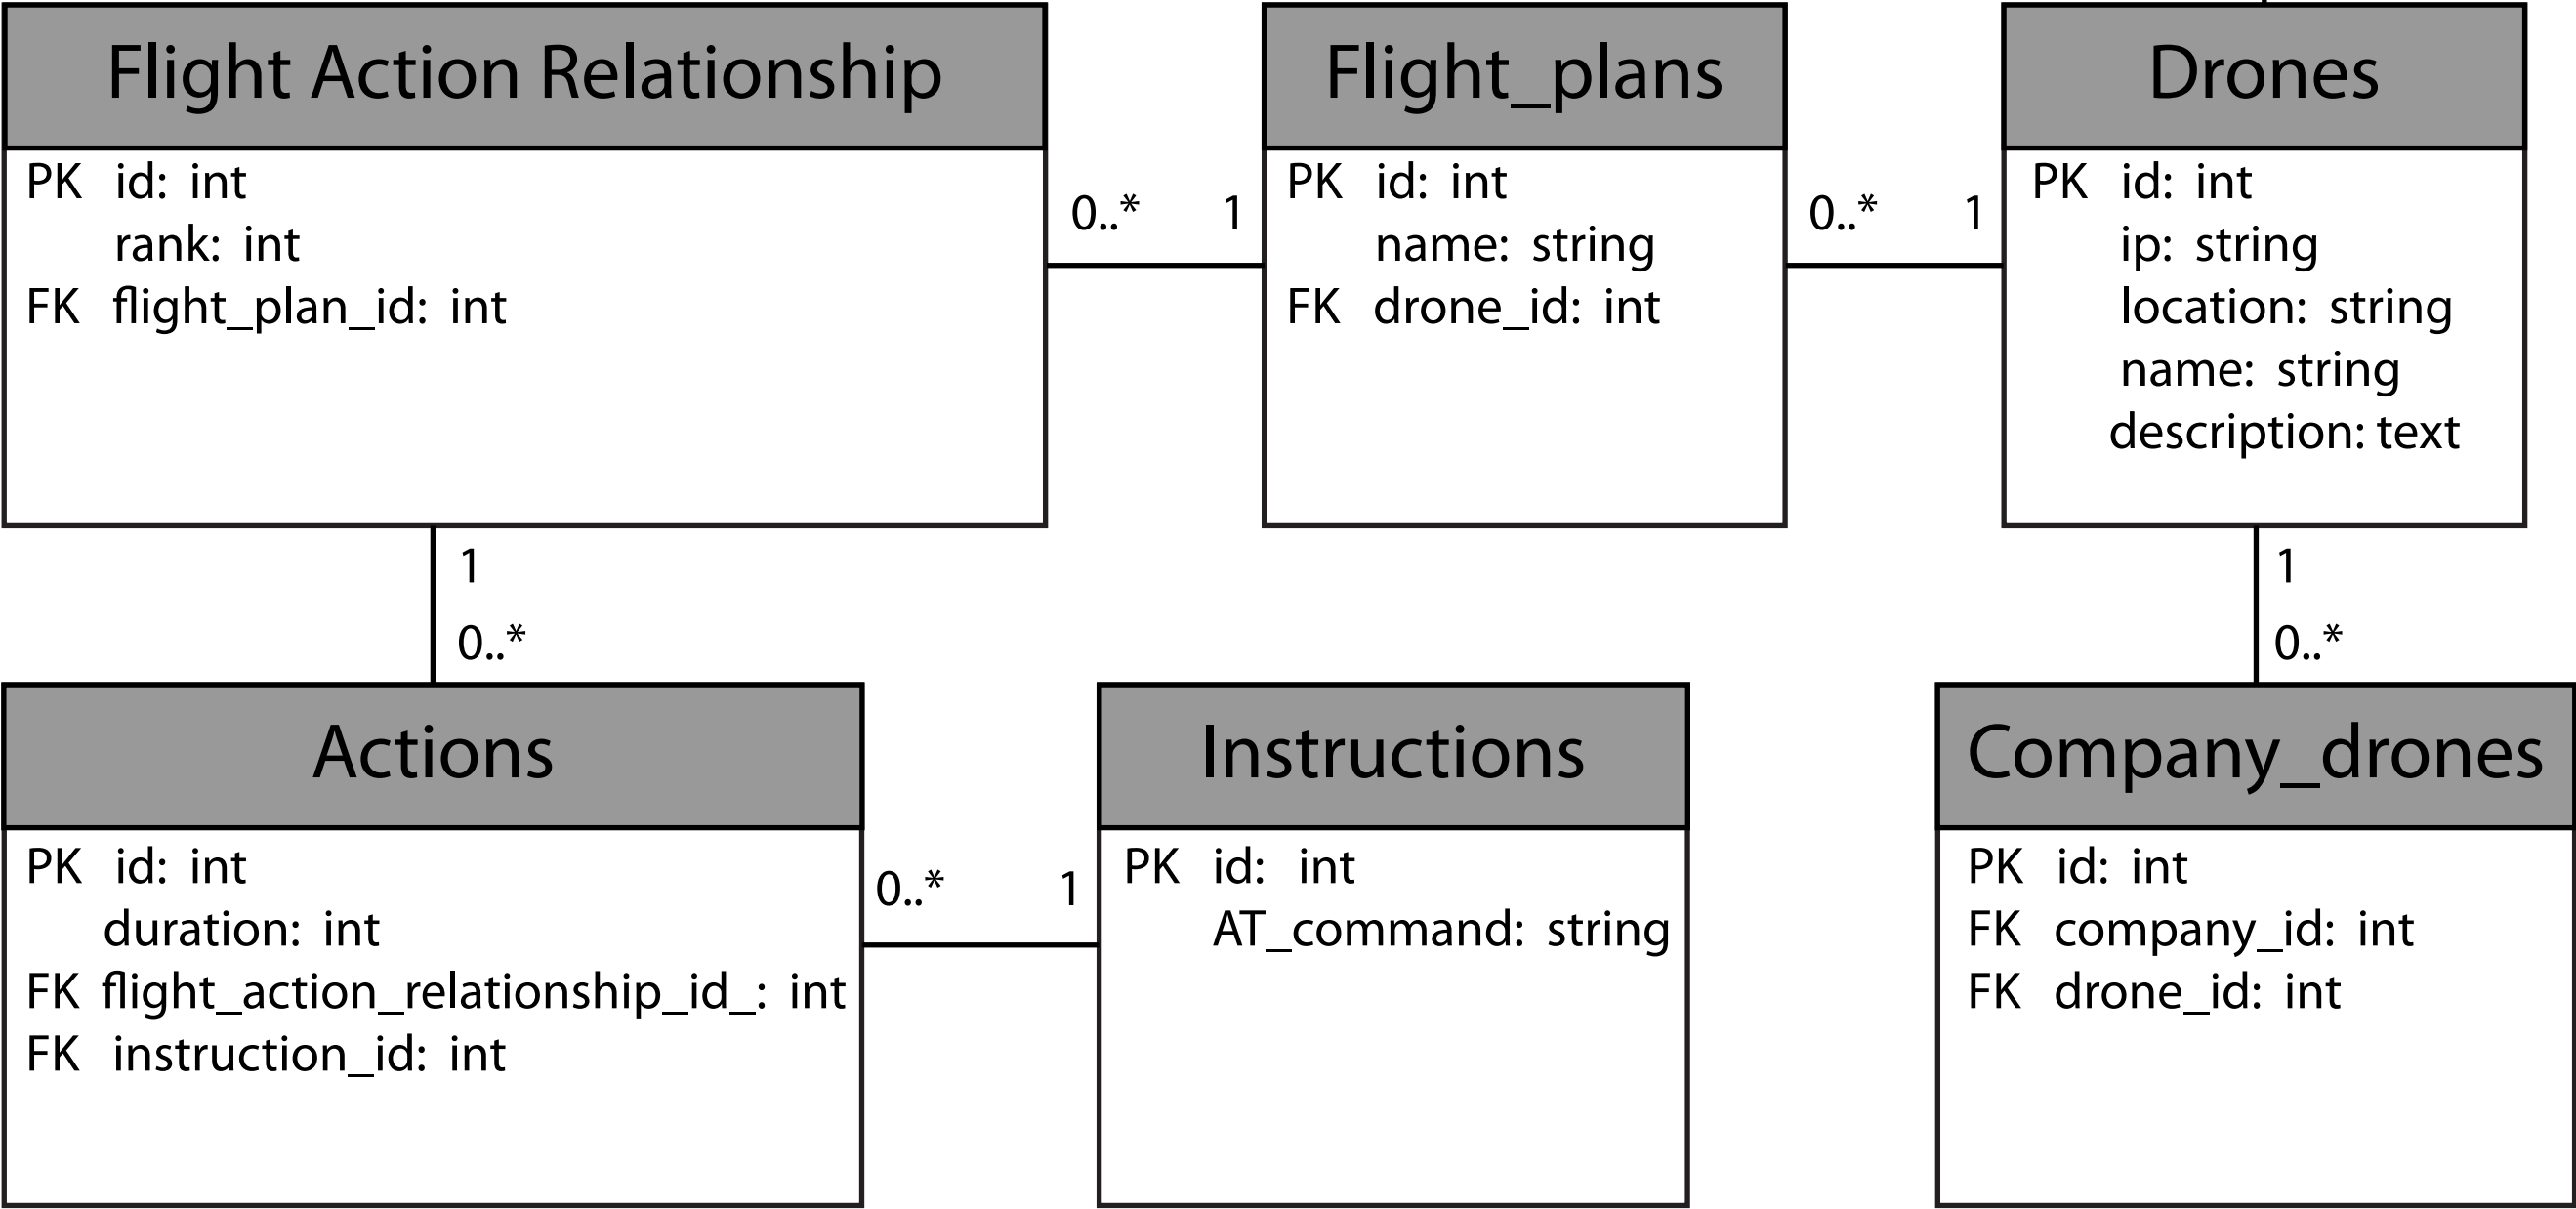 Flight Action Relationship
PK id: int
rank: int
FK flight_plan_id: int
0..* 1
Flight_plans
PK id: int
name: string
FK drone_id: int
0..* 1
Drones
PK id: int
ip: string
location: string
name: string
description: text
1
0..*
1
0..*
Actions
PK id: int
duration: int
FK flight_action_relationship_id_: int
FK instruction_id: int
0..* 1
Instructions
PK id: int
AT_command: string
Company_drones
PK id: int
FK company_id: int
FK drone_id: int